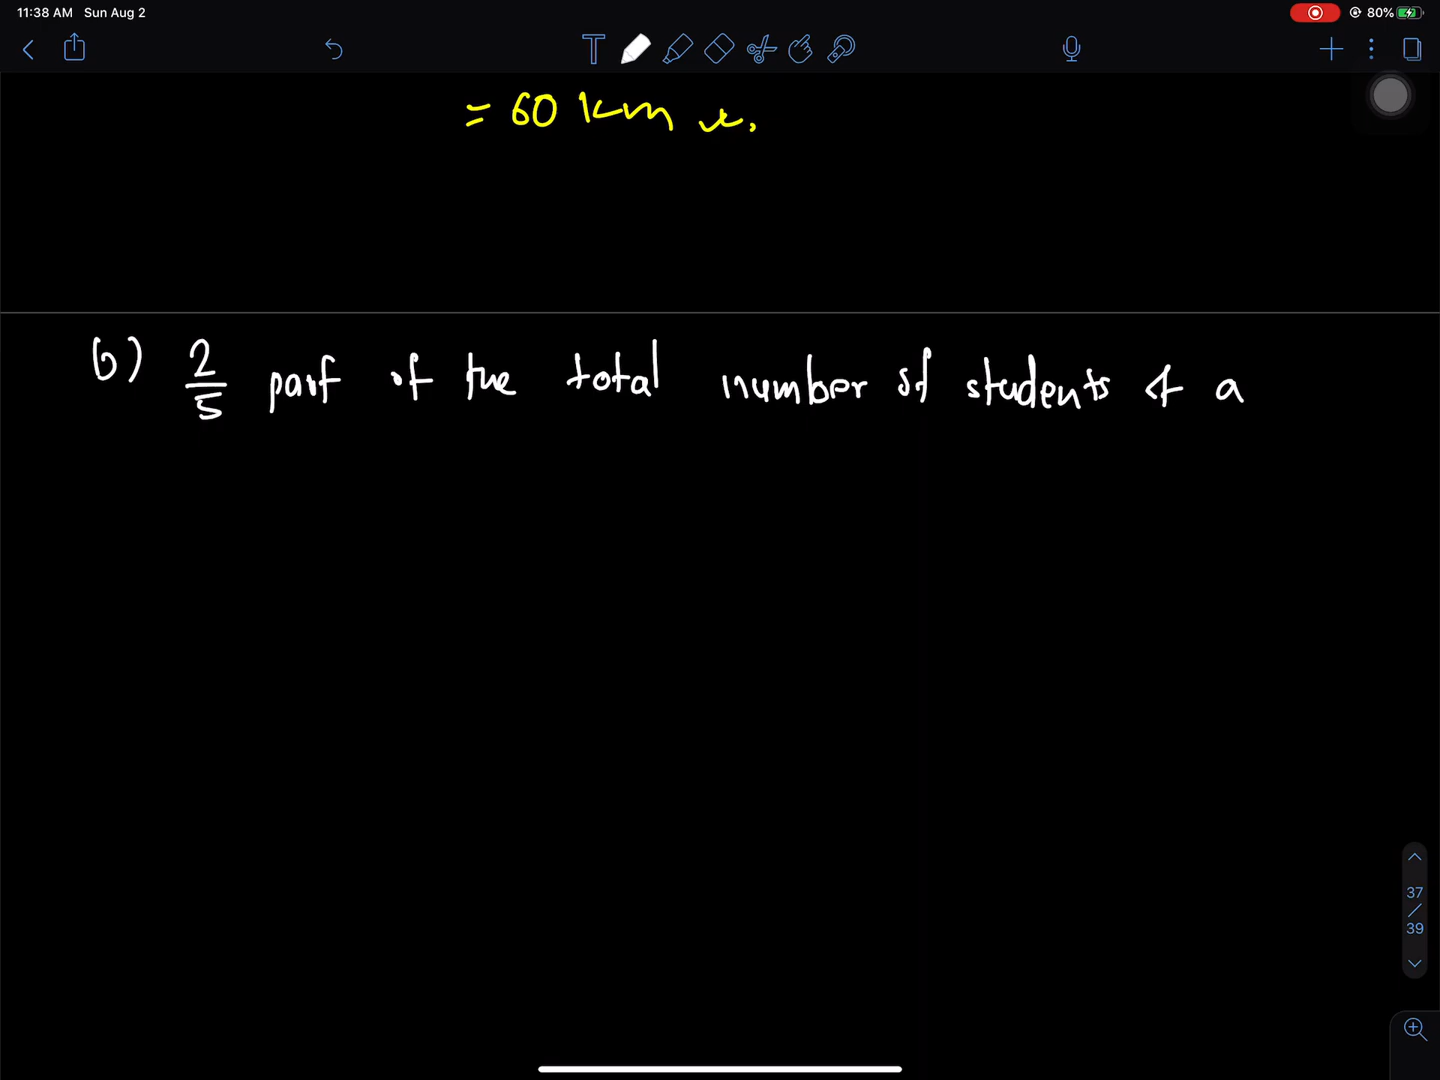 11:38 AM Sun Aug 2
80%
= 60 km
b) 2/5 part of the total number of students of a
37
/
39